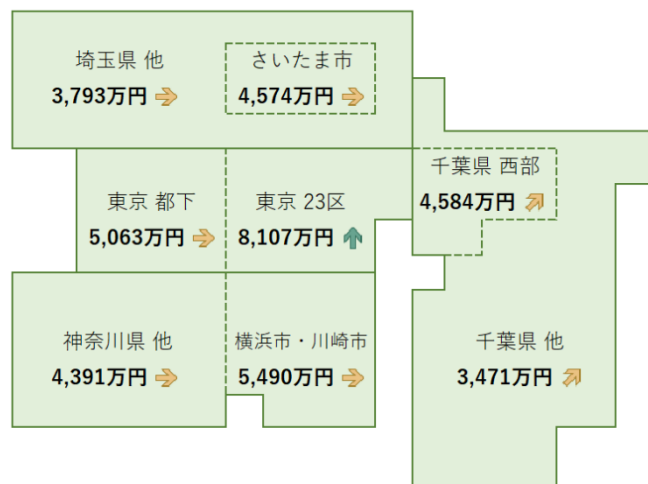 埼玉県 他
3,793万円
さいたま市
4,574万円
千葉県 西部
4,584万円
東京 都下
5,063万円
東京 23区
8,107万円
神奈川県 他
4,391万円
横浜市・川崎市
5,490万円
千葉県 他
3,471万円